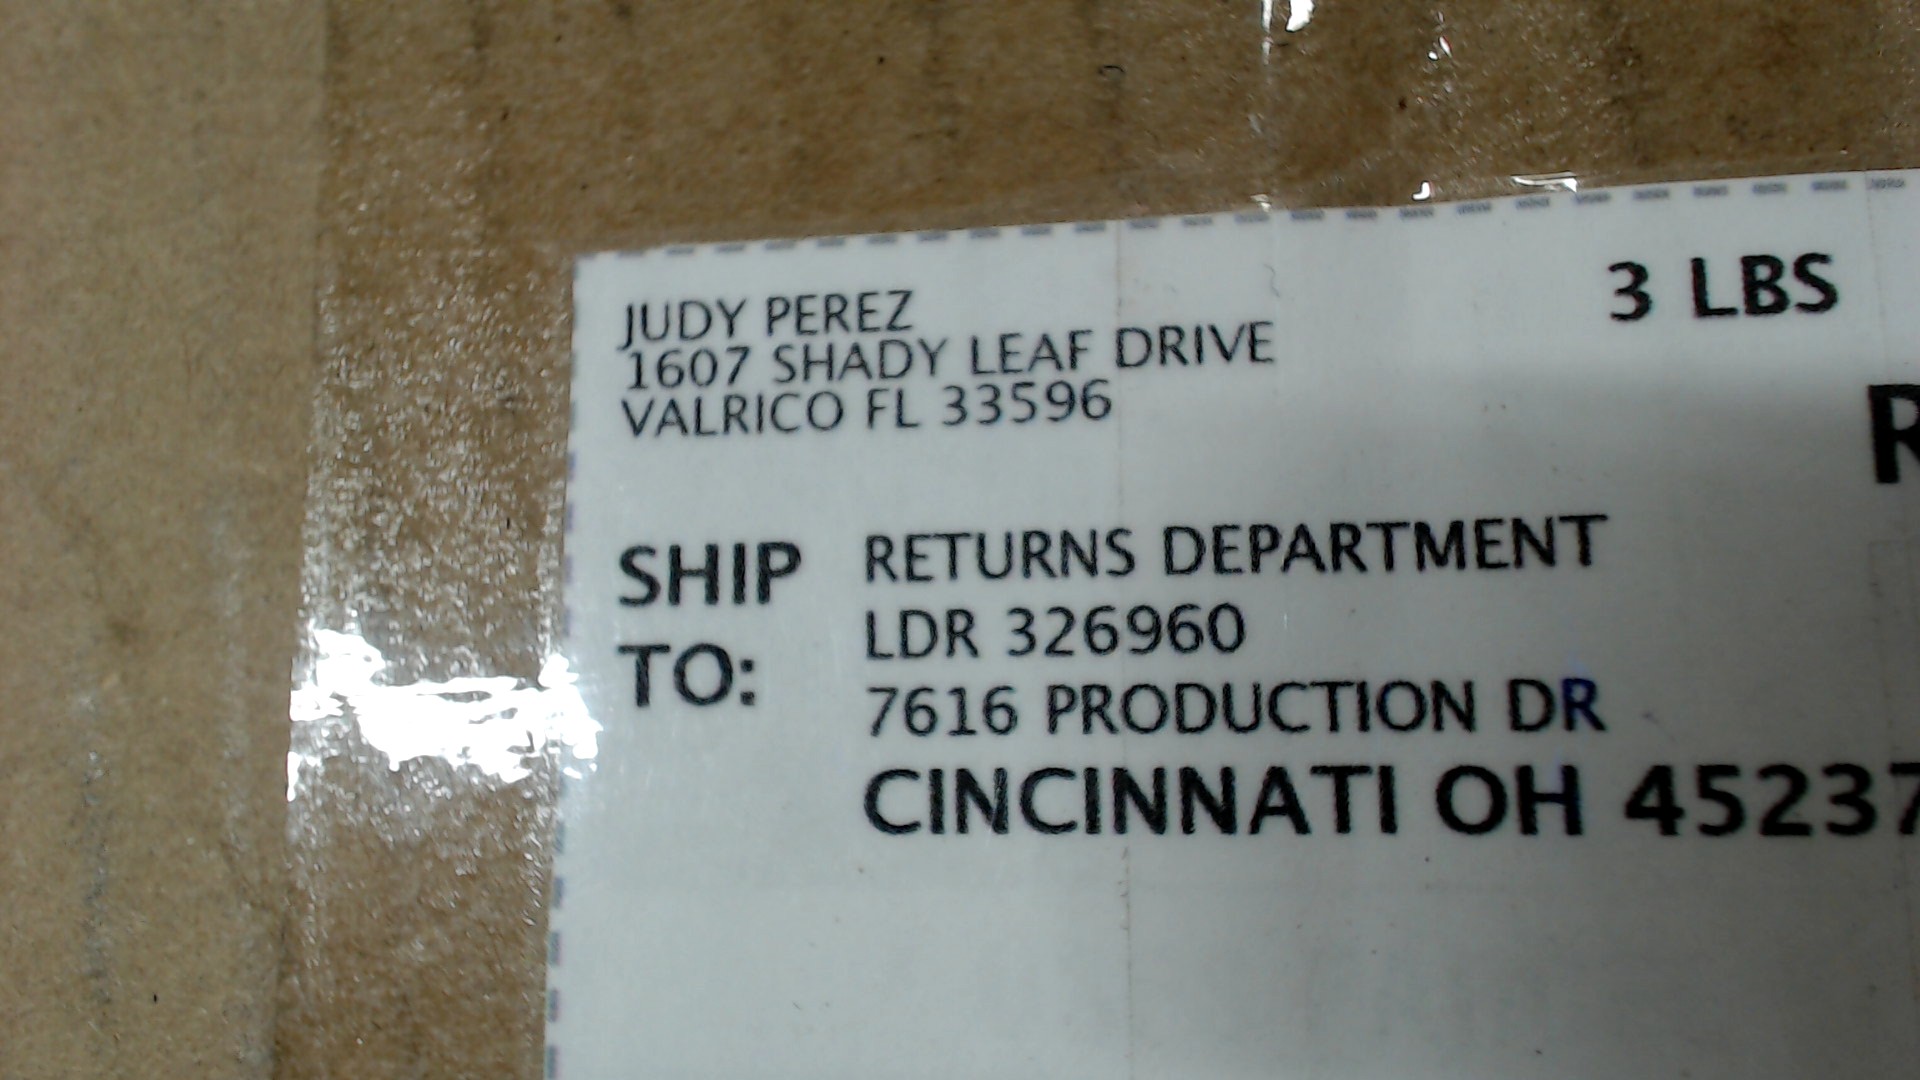 JUDY PEREZ
1607 SHADY LEAF DRIVE
VALRICO FL 33596
3 LBS
R
SHIP TO:
RETURNS DEPARTMENT
LDR 326960
7616 PRODUCTION DR
CINCINNATI OH 45237